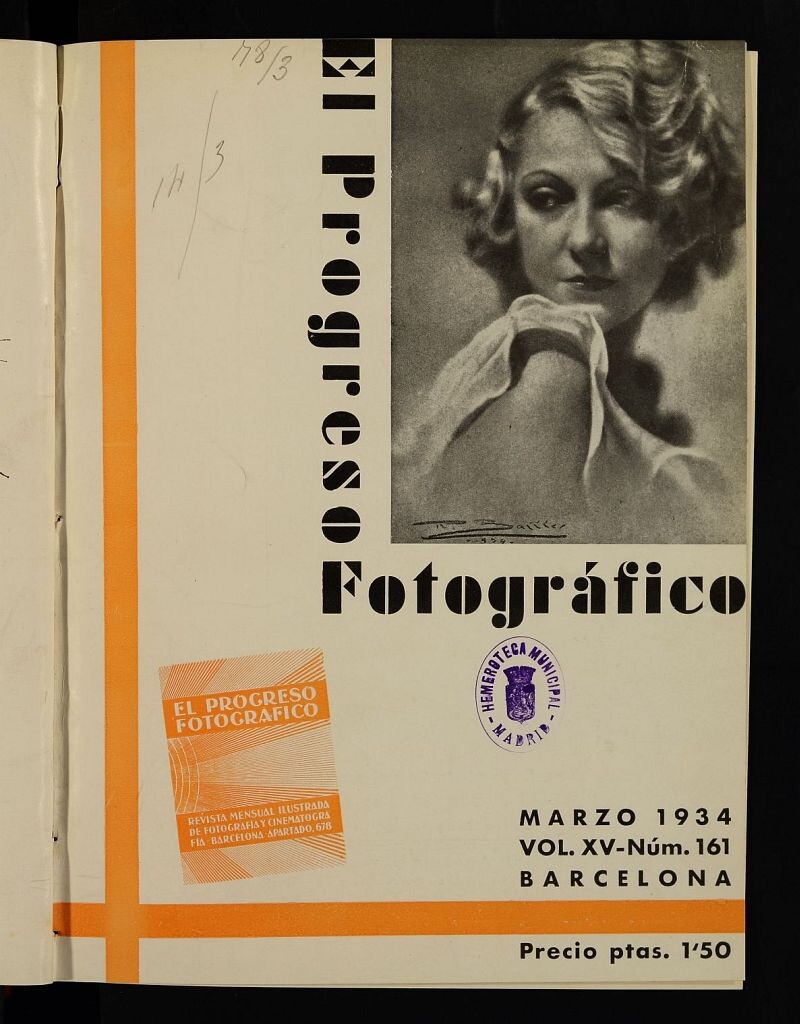 78/3
14/3
El Progreso
Fotográfico
1934
HEMEROTECA MUNICIPAL
- MADRID -
EL PROGRESO
FOTOGRAFICO
REVISTA MENSUAL ILUSTRADA
DE FOTOGRAFIA Y CINEMATOGRA
FIA BARCELONA APARTADO, 678
MARZO 1934
VOL. XV-Núm. 161
BARCELONA
Precio ptas. 1'50